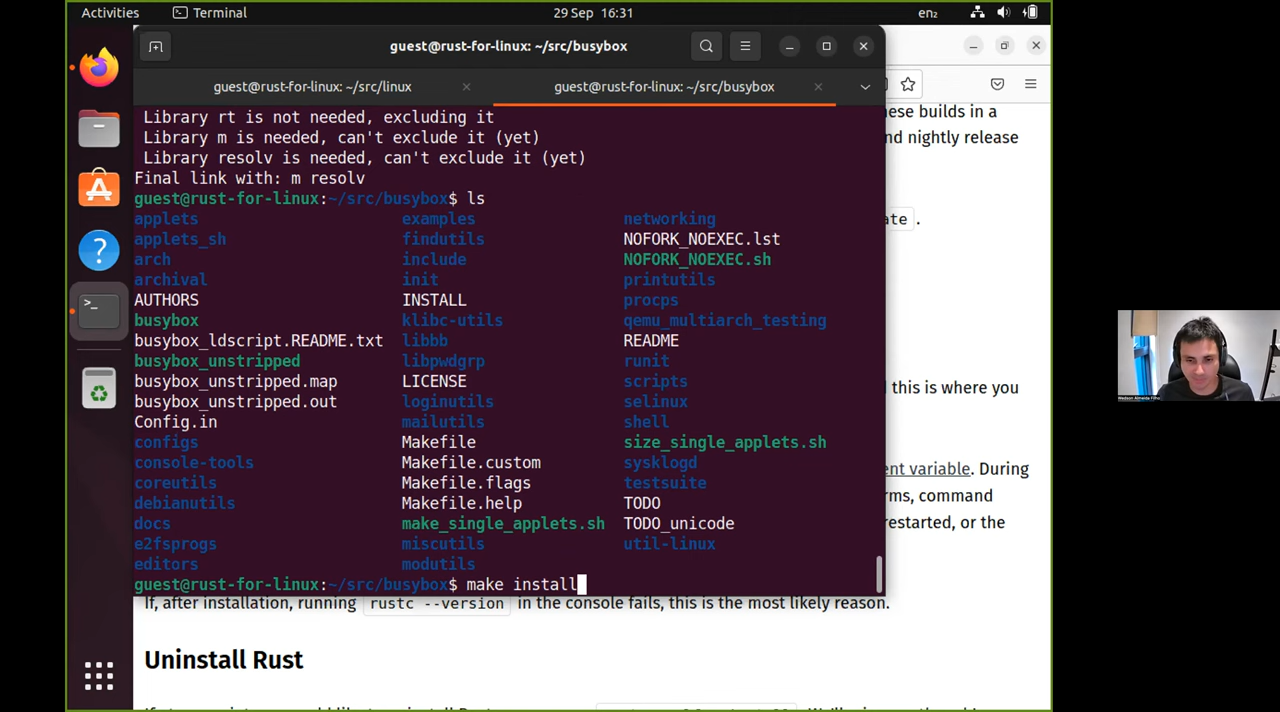 Activities Terminal 29 Sep 16:31 en₂
guest@rust-for-linux: ~/src/busybox
guest@rust-for-linux: ~/src/linux guest@rust-for-linux: ~/src/busybox
Library rt is not needed, excluding it
Library m is needed, can't exclude it (yet)
Library resolv is needed, can't exclude it (yet)
Final link with: m resolv
guest@rust-for-linux:~/src/busybox$ ls
applets examples networking
applets_sh findutils NOFORK_NOEXEC.lst
arch include NOFORK_NOEXEC.sh
archival init printutils
AUTHORS INSTALL procps
busybox klibc-utils qemu_multiarch_testing
busybox_ldscript.README.txt libbb README
busybox_unstripped libpwdgrp runit
busybox_unstripped.map LICENSE scripts
busybox_unstripped.out loginutils selinux
Config.in mailutils shell
configs Makefile size_single_applets.sh
console-tools Makefile.custom sysklogd
coreutils Makefile.flags testsuite
debianutils Makefile.help TODO
docs make_single_applets.sh TODO_unicode
e2fsprogs miscutils util-linux
editors modutils
guest@rust-for-linux:~/src/busybox$ make install
ese builds in a
nd nightly release
ate .
this is where you
ent variable. During
rms, command
restarted, or the
If, after installation, running rustc --version in the console fails, this is the most likely reason.
Uninstall Rust
Wedson Almeida Filho